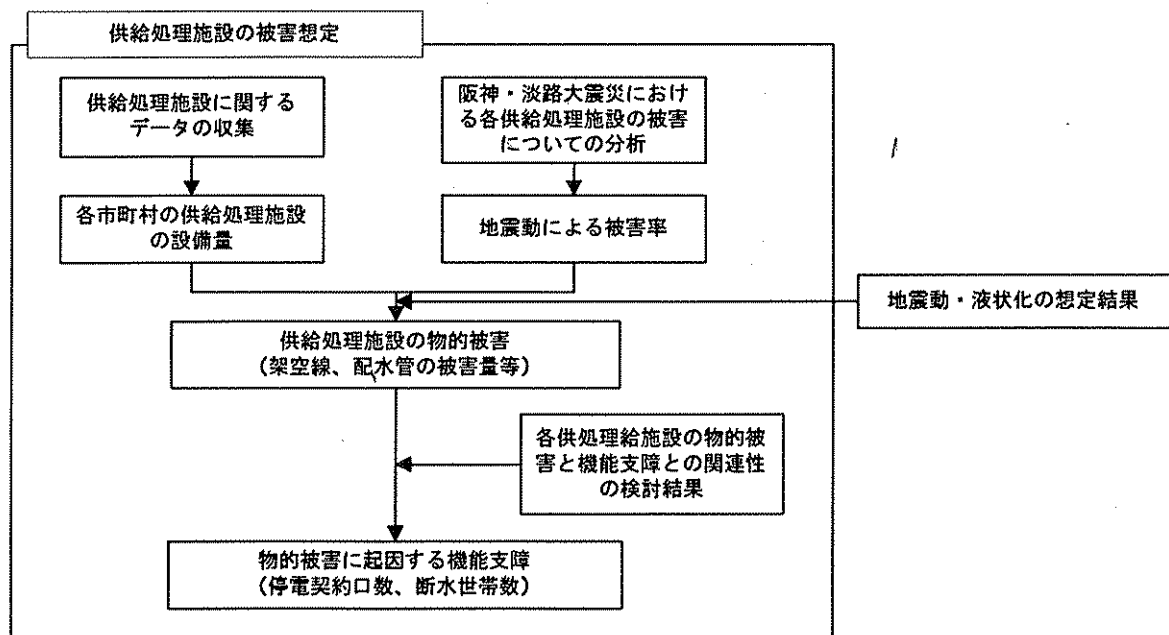 供給処理施設の被害想定
供給処理施設に関する
データの収集
阪神・淡路大震災におけ
る各供給処理施設の被害
についての分析
各市町村の供給処理施設
の設備量
地震動による被害率
地震動・液状化の想定結果
供給処理施設の物的被害
（架空線、配水管の被害量等）
各供処理給施設の物的被
害と機能支障との関連性
の検討結果
物的被害に起因する機能支障
（停電契約口数、断水世帯数）